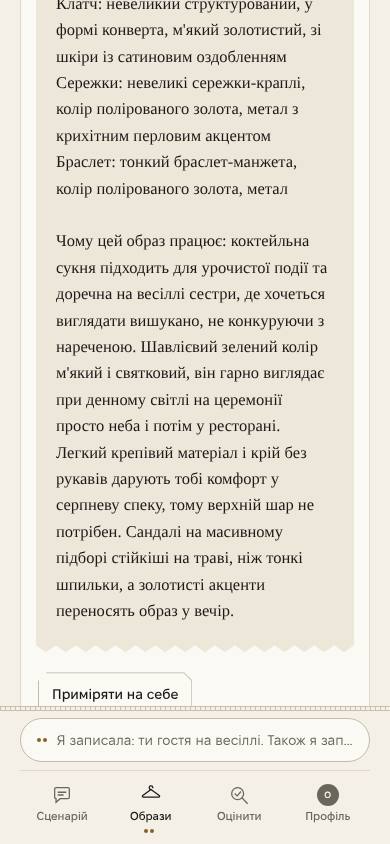 Клатч: невеликий структурований, у
формі конверта, м'який золотистий, зі
шкіри із сатиновим оздобленням
Сережки: невеликі сережки-краплі,
колір полірованого золота, метал з
крихітним перловим акцентом
Браслет: тонкий браслет-манжета,
колір полірованого золота, метал

Чому цей образ працює: коктейльна
сукня підходить для урочистої події та
доречна на весіллі сестри, де хочеться
виглядати вишукано, не конкуруючи з
нареченою. Шавлієвий зелений колір
м'який і святковий, він гарно виглядає
при денному світлі на церемонії
просто неба і потім у ресторані.
Легкий крепівий матеріал і крій без
рукавів дарують тобі комфорт у
серпневу спеку, тому верхній шар не
потрібен. Сандалі на масивному
підборі стійкіші на траві, ніж тонкі
шпильки, а золотисті акценти
переносять образ у вечір.
Приміряти на себе
Я записала: ти гостя на весіллі. Також я зап...
Сценарій
Образи
Оцінити
О
Профіль